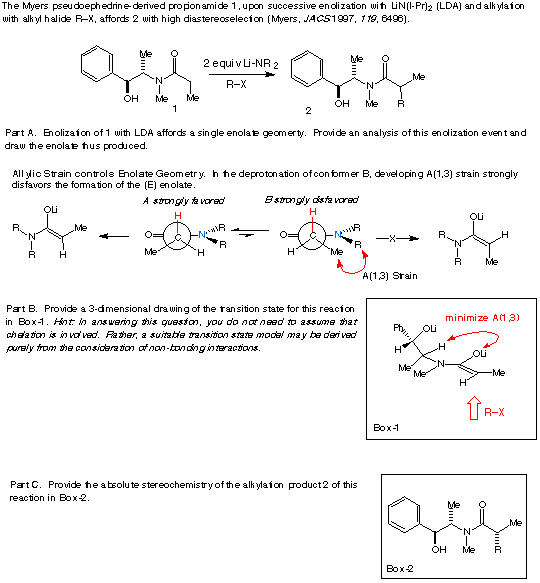 The Myers pseudoephedrine-derived propionamide 1, upon successive enolization with LiN(i-Pr)2 (LDA) and alkylation
with alkyl halide R–X, affords 2 with high diastereoselection (Myers, JACS 1997, 119, 6496).
Me O
2 equiv Li-NR2
Me O
Me
N
R–X
N
OH Me Me
OH Me R
1
2
Part A. Enolization of 1 with LDA affords a single enolate geomerty. Provide an analysis of this enolization event and
draw the enolate thus produced.
Allylic Strain controls Enolate Geometry. In the deprotonation of conformer B, developing A(1,3) strain strongly
disfavors the formation of the (E) enolate.
A strongly favored
B strongly disfavored
OLi
H
H
OLi
R N Me
O C N R
O C N R
X
R N H
R H
Me H R
H Me R
R Me
A(1,3) Strain
Part B. Provide a 3-dimensional drawing of the transition state for this reaction
in Box-1. Hint: In answering this question, you do not need to assume that
chelation is involved. Rather, a suitable transition state model may be derived
purely from the consideration of non-bonding interactions.
minimize A(1,3)
Ph OLi
H H OLi
Me N
Me Me
H
R–X
Box-1
Part C. Provide the absolute stereochemistry of the alkylation product 2 of this
reaction in Box-2.
Me O
Me
N
OH Me R
Box-2